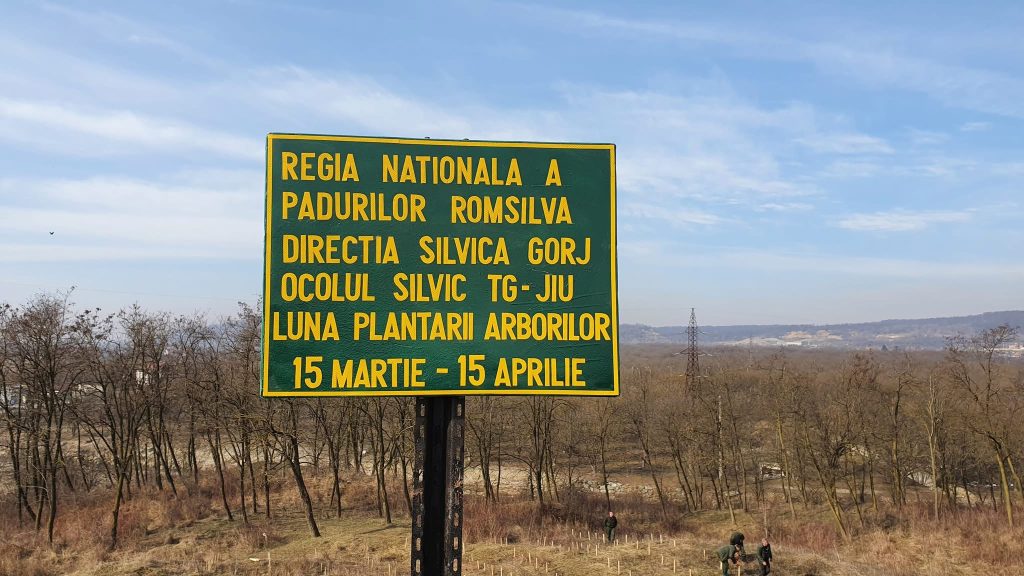 REGIA NATIONALA A
PADURILOR ROMSILVA
DIRECTIA SILVICA GORJ
OCOLUL SILVIC TG-JIU
LUNA PLANTARII ARBORILOR
15 MARTIE - 15 APRILIE